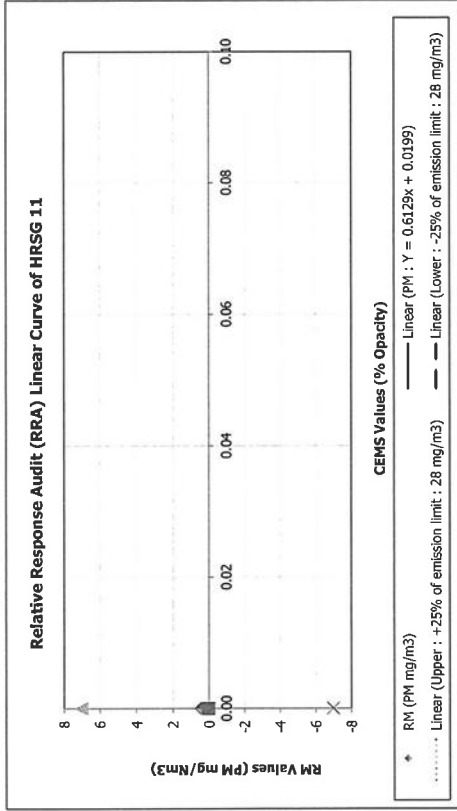 Relative Response Audit (RRA) Linear Curve of HRSG 11
RM Values (PM mg/Nm3)
8
6
4
2
0
-2
-4
-6
-8
0.00
0.02
0.04
0.06
0.08
0.10
CEMS Values (% Opacity)
RM (PM mg/m3)
Linear (PM : Y = 0.6129x + 0.0199)
Linear (Upper : +25% of emission limit : 28 mg/m3)
Linear (Lower : -25% of emission limit : 28 mg/m3)